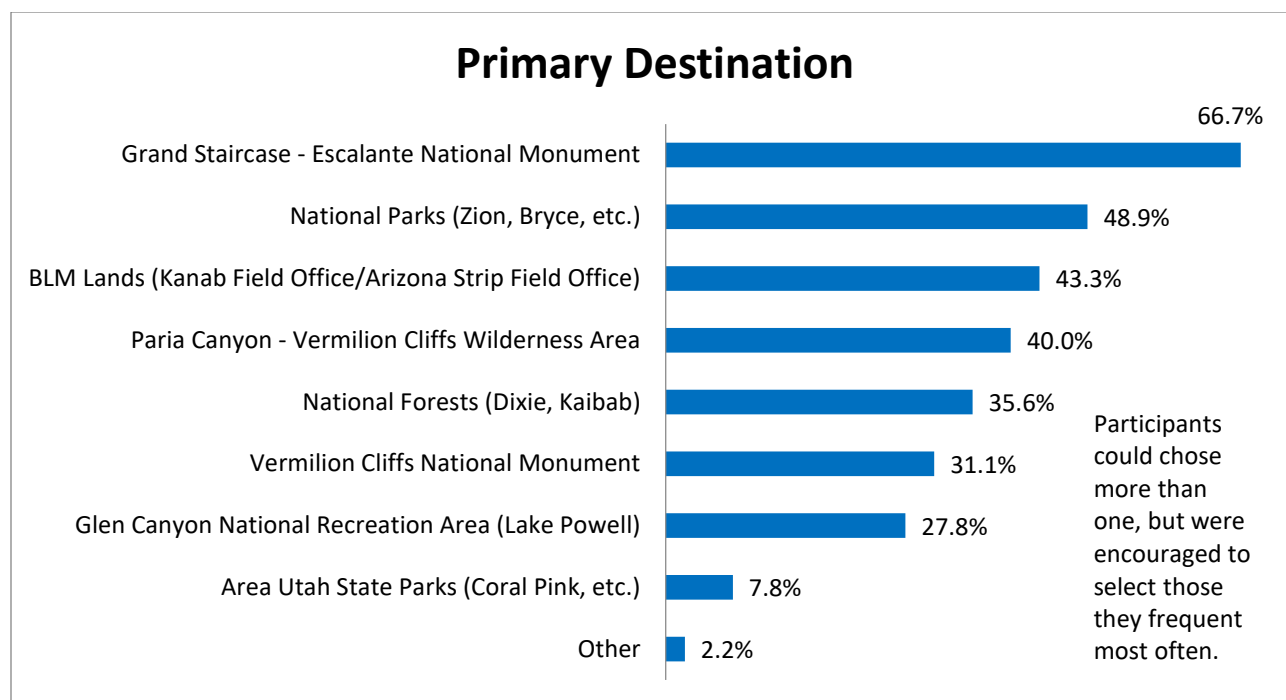 Primary Destination
66.7%
Grand Staircase - Escalante National Monument
National Parks (Zion, Bryce, etc.)
48.9%
BLM Lands (Kanab Field Office/Arizona Strip Field Office)
43.3%
Paria Canyon - Vermilion Cliffs Wilderness Area
40.0%
National Forests (Dixie, Kaibab)
35.6%
Vermilion Cliffs National Monument
31.1%
Glen Canyon National Recreation Area (Lake Powell)
27.8%
Area Utah State Parks (Coral Pink, etc.)
7.8%
Other
2.2%
Participants
could chose
more than
one, but were
encouraged to
select those
they frequent
most often.